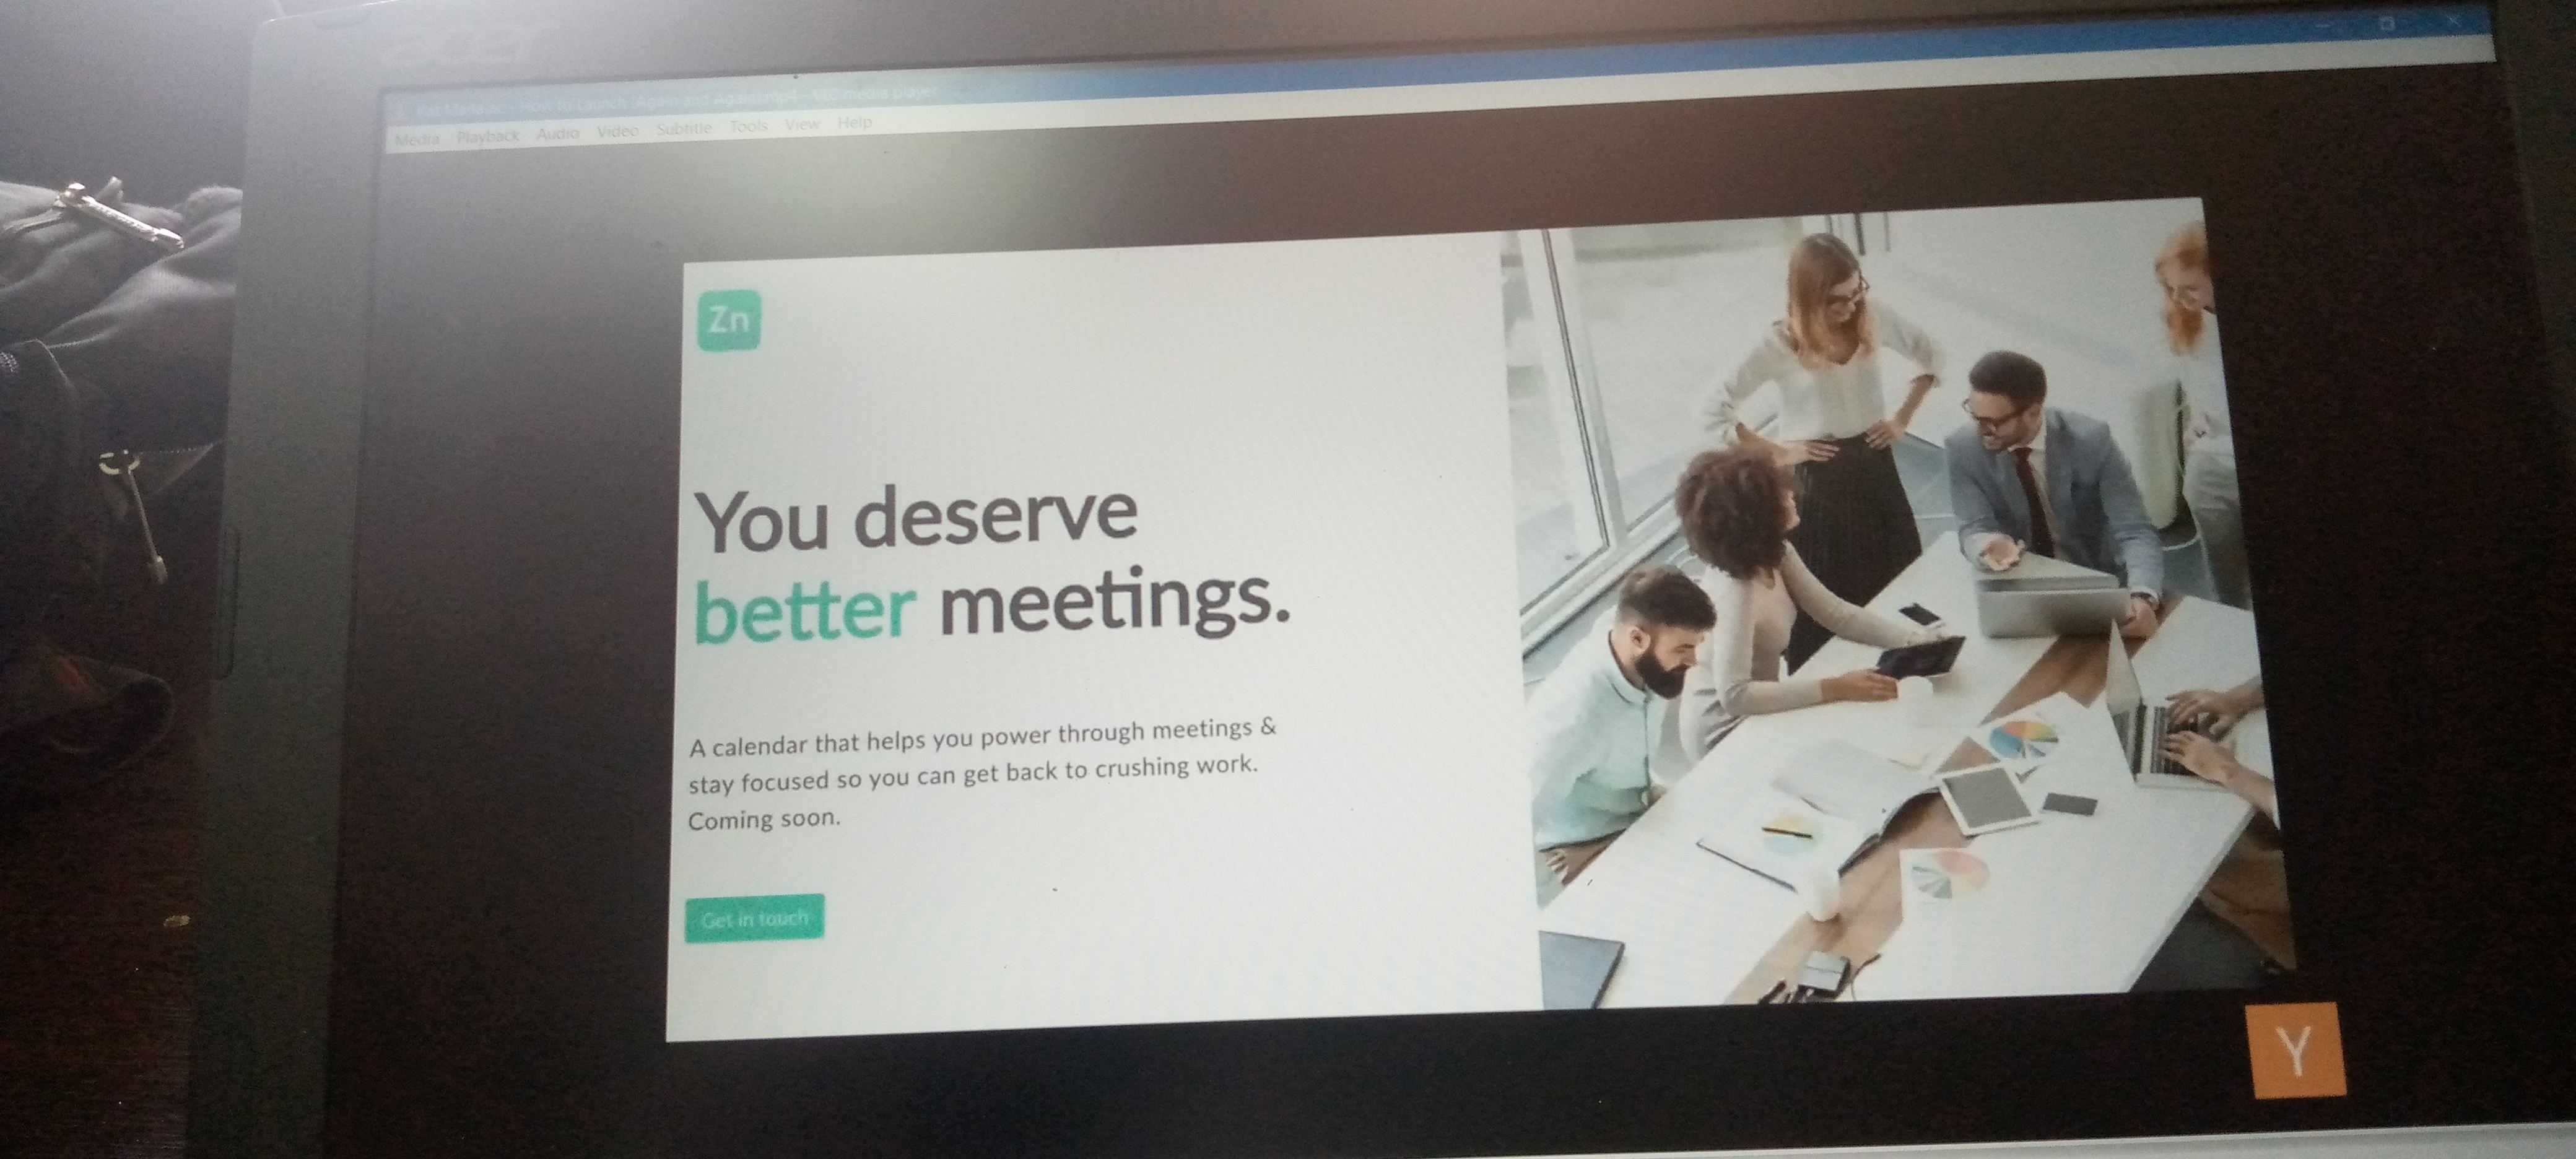 acer
Kat Mañalac - How to Launch (Again and Again).mp4 - VLC media player
Media Playback Audio Video Subtitle Tools View Help
Zn
You deserve
better meetings.
A calendar that helps you power through meetings &
stay focused so you can get back to crushing work.
Coming soon.
Get in touch
Y